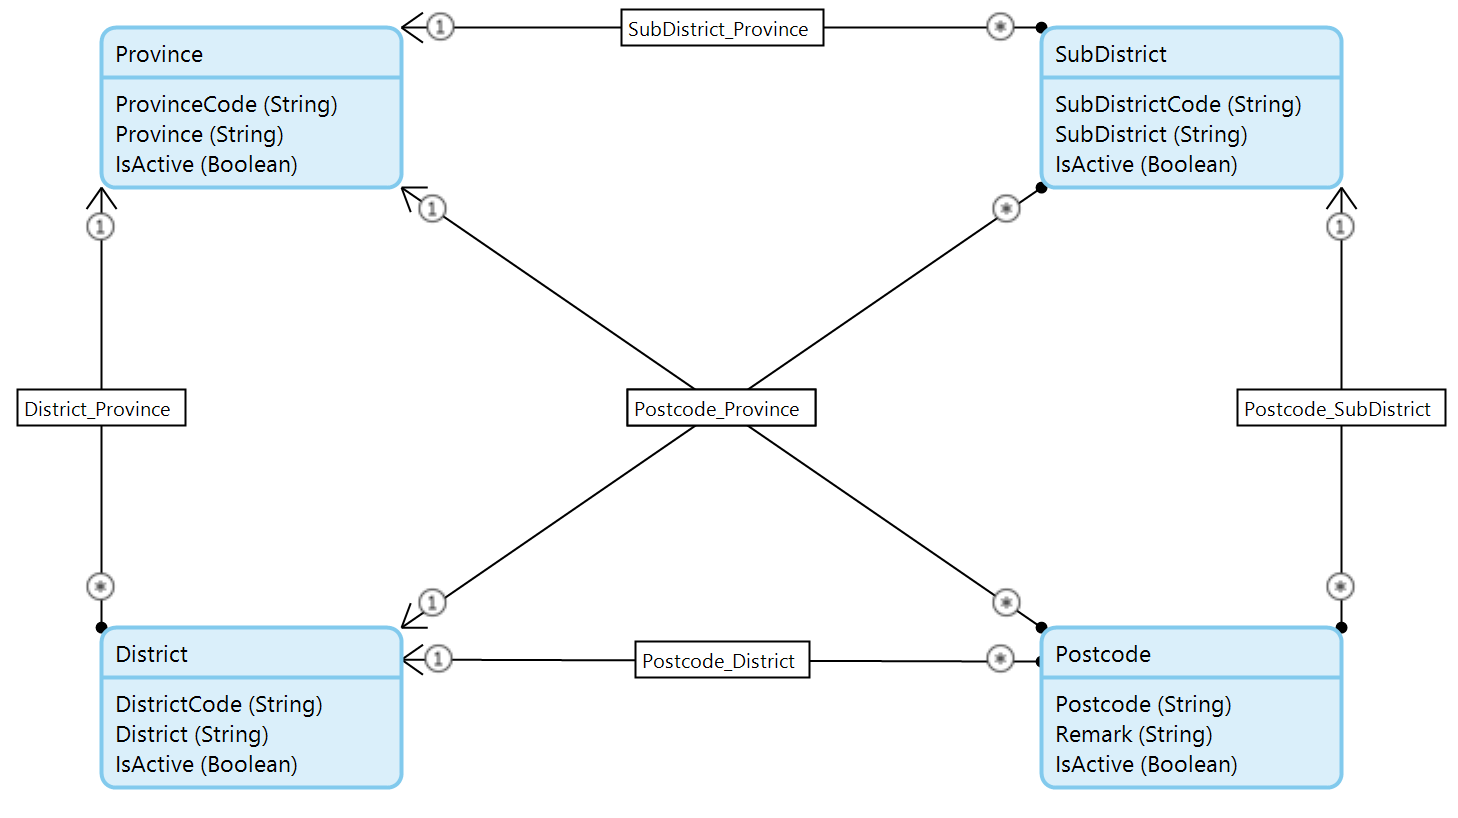 SubDistrict_Province
1
*
Province
ProvinceCode (String)
Province (String)
IsActive (Boolean)
SubDistrict
SubDistrictCode (String)
SubDistrict (String)
IsActive (Boolean)
1
1
*
1
District_Province
Postcode_Province
Postcode_SubDistrict
*
1
*
*
District
DistrictCode (String)
District (String)
IsActive (Boolean)
1
Postcode_District
*
Postcode
Postcode (String)
Remark (String)
IsActive (Boolean)